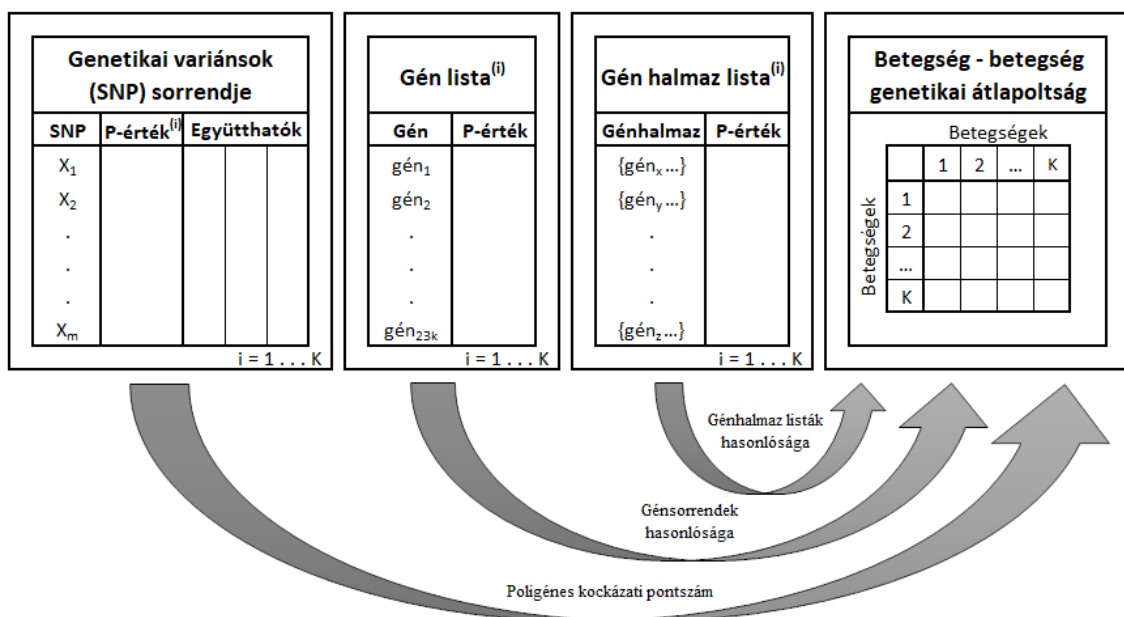 Genetikai variánsok
(SNP) sorrendje
SNP P-érték(i) Együtthatók
X1
X2
.
.
.
Xm
i = 1 . . . K
Gén lista(i)
Gén P-érték
gén1
gén2
.
.
.
gén23k
i = 1 . . . K
Gén halmaz lista(i)
Génhalmaz P-érték
{génx ...}
{gény ...}
.
.
.
{génz ...}
i = 1 . . . K
Betegség - betegség
genetikai átlapoltság
Betegségek
1 2 ... K
Betegségek
1
2
...
K
Génhalmaz listák
hasonlósága
Génsorrendek
hasonlósága
Poligénes kockázati pontszám